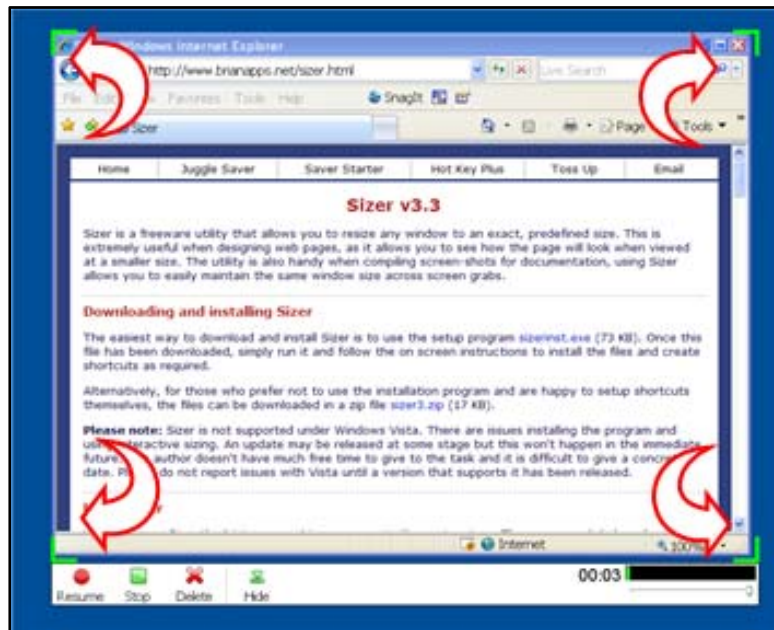 Windows Internet Explorer
http://www.brianapps.net/sizer.html Live Search
File Favorites Tools Help SnagIt
Sizer Page Tools
Home Juggle Saver Saver Starter Hot Key Plus Toss Up Email
Sizer v3.3
Sizer is a freeware utility that allows you to resize any window to an exact, predefined size. This is
extremely useful when designing web pages, as it allows you to see how the page will look when viewed
at a smaller size. The utility is also handy when compiling screen-shots for documentation, using Sizer
allows you to easily maintain the same window size across screen grabs.
Downloading and installing Sizer
The easiest way to download and install Sizer is to use the setup program sizerinst.exe (73 KB). Once this
file has been downloaded, simply run it and follow the on screen instructions to install the files and create
shortcuts as required.
Alternatively, for those who prefer not to use the installation program and are happy to setup shortcuts
themselves, the files can be downloaded in a zip file sizer3.zip (17 KB).
Please note: Sizer is not supported under Windows Vista. There are issues installing the program and
interactive sizing. An update may be released at some stage but this won't happen in the immediate
future. author doesn't have much free time to give to the task and it is difficult to give a
date. do not report issues with Vista until a version that supports it has been released.
Internet 100%
00:03
Resume Stop Delete Hide